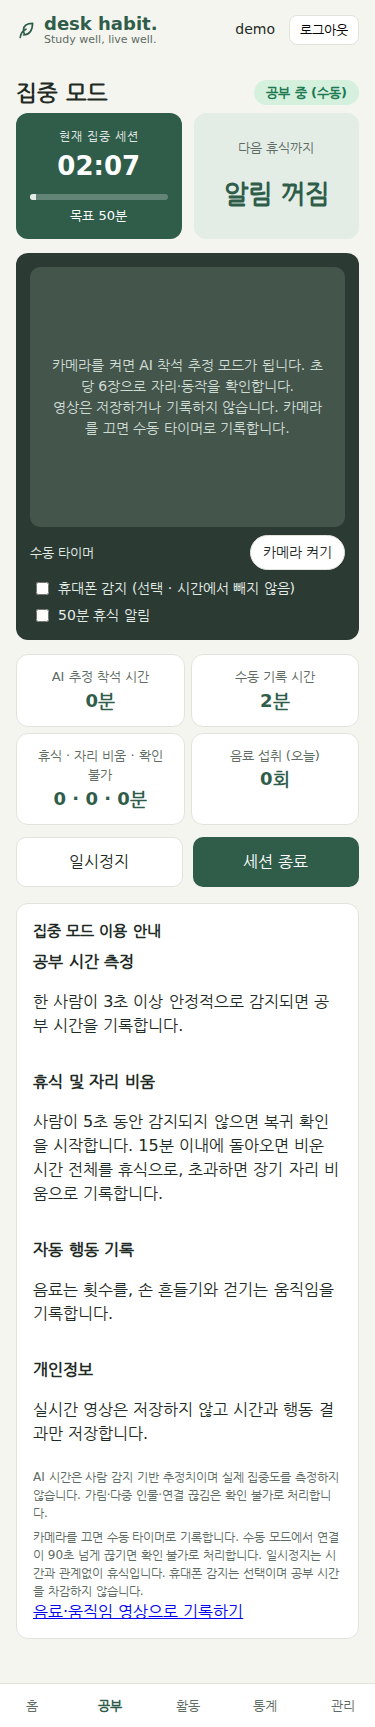 desk habit.
Study well, live well.
demo
로그아웃
집중 모드
공부 중 (수동)
현재 집중 세션
02:07
목표 50분
다음 휴식까지
알림 꺼짐
카메라를 켜면 AI 착석 추정 모드가 됩니다. 초
당 6장으로 자리·동작을 확인합니다.
영상은 저장하거나 기록하지 않습니다. 카메라
를 끄면 수동 타이머로 기록합니다.
수동 타이머
카메라 켜기
휴대폰 감지 (선택 · 시간에서 빼지 않음)
50분 휴식 알림
AI 추정 착석 시간
0분
수동 기록 시간
2분
휴식 · 자리 비움 · 확인
불가
0 · 0 · 0분
음료 섭취 (오늘)
0회
일시정지
세션 종료
집중 모드 이용 안내
공부 시간 측정
한 사람이 3초 이상 안정적으로 감지되면 공
부 시간을 기록합니다.
휴식 및 자리 비움
사람이 5초 동안 감지되지 않으면 복귀 확인
을 시작합니다. 15분 이내에 돌아오면 비운
시간 전체를 휴식으로, 초과하면 장기 자리 비
움으로 기록합니다.
자동 행동 기록
음료는 횟수를, 손 흔들기와 걷기는 움직임을
기록합니다.
개인정보
실시간 영상은 저장하지 않고 시간과 행동 결
과만 저장합니다.
AI 시간은 사람 감지 기반 추정치이며 실제 집중도를 측정하지
않습니다. 가림·다중 인물·연결 끊김은 확인 불가로 처리합니
다.
카메라를 끄면 수동 타이머로 기록합니다. 수동 모드에서 연결
이 90초 넘게 끊기면 확인 불가로 처리합니다. 일시정지는 시
간과 관계없이 휴식입니다. 휴대폰 감지는 선택이며 공부 시간
을 차감하지 않습니다.
음료·움직임 영상으로 기록하기
홈
공부
활동
통계
관리